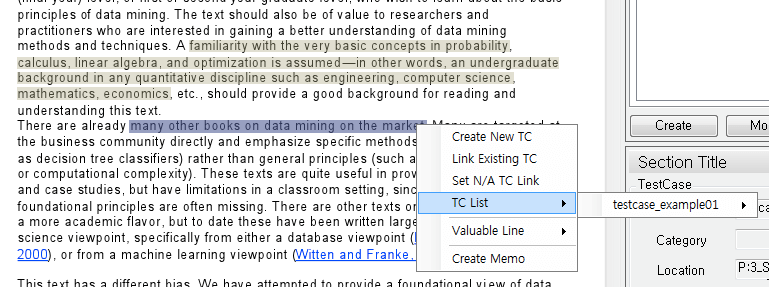 (final year) level, or first or second year graduate level, who wish to learn about the basic
principles of data mining. The text should also be of value to researchers and
practitioners who are interested in gaining a better understanding of data mining
methods and techniques. A familiarity with the very basic concepts in probability,
calculus, linear algebra, and optimization is assumed—in other words, an undergraduate
background in any quantitative discipline such as engineering, computer science,
mathematics, economics, etc., should provide a good background for reading and
understanding this text.
There are already many other books on data mining on the market. Many are targeted at
the business community directly and emphasize specific methods
as decision tree classifiers) rather than general principles (such a
or computational complexity). These texts are quite useful in prov
and case studies, but have limitations in a classroom setting, sinc
foundational principles are often missing. There are other texts on
a more academic flavor, but to date these have been written large
science viewpoint, specifically from either a database viewpoint (
2000), or from a machine learning viewpoint (Witten and Franke,
This text has a different bias. We have attempted to provide a foundational view of data
Create New TC
Link Existing TC
Set N/A TC Link
TC List
Valuable Line
Create Memo
testcase_example01
Create
Mo
Section Title
TestCase
Category
Location
P:3_S